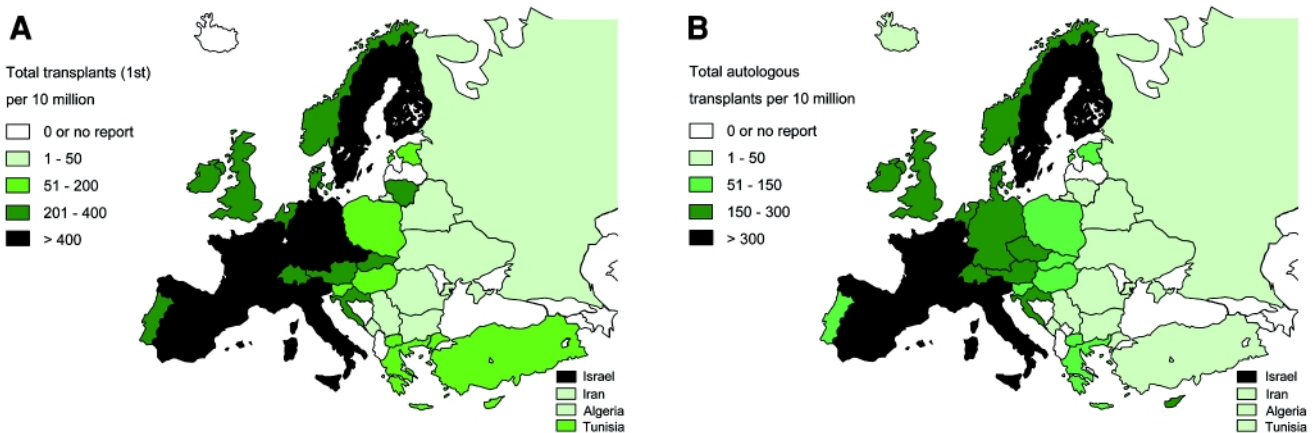 A
Total transplants (1st)
per 10 million
0 or no report
1 - 50
51 - 200
201 - 400
> 400
Israel
Iran
Algeria
Tunisia
B
Total autologous
transplants per 10 million
0 or no report
1 - 50
51 - 150
150 - 300
> 300
Israel
Iran
Algeria
Tunisia